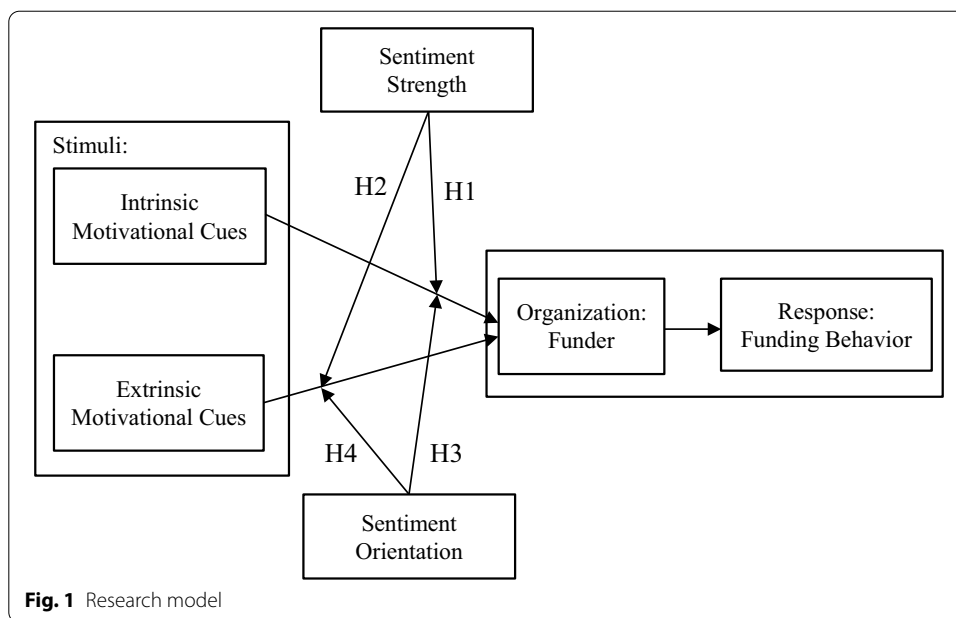 Sentiment
Strength
Stimuli:
Intrinsic
Motivational Cues
H2
H1
Organization:
Funder
Response:
Funding Behavior
Extrinsic
Motivational Cues
H4
H3
Sentiment
Orientation
Fig. 1 Research model